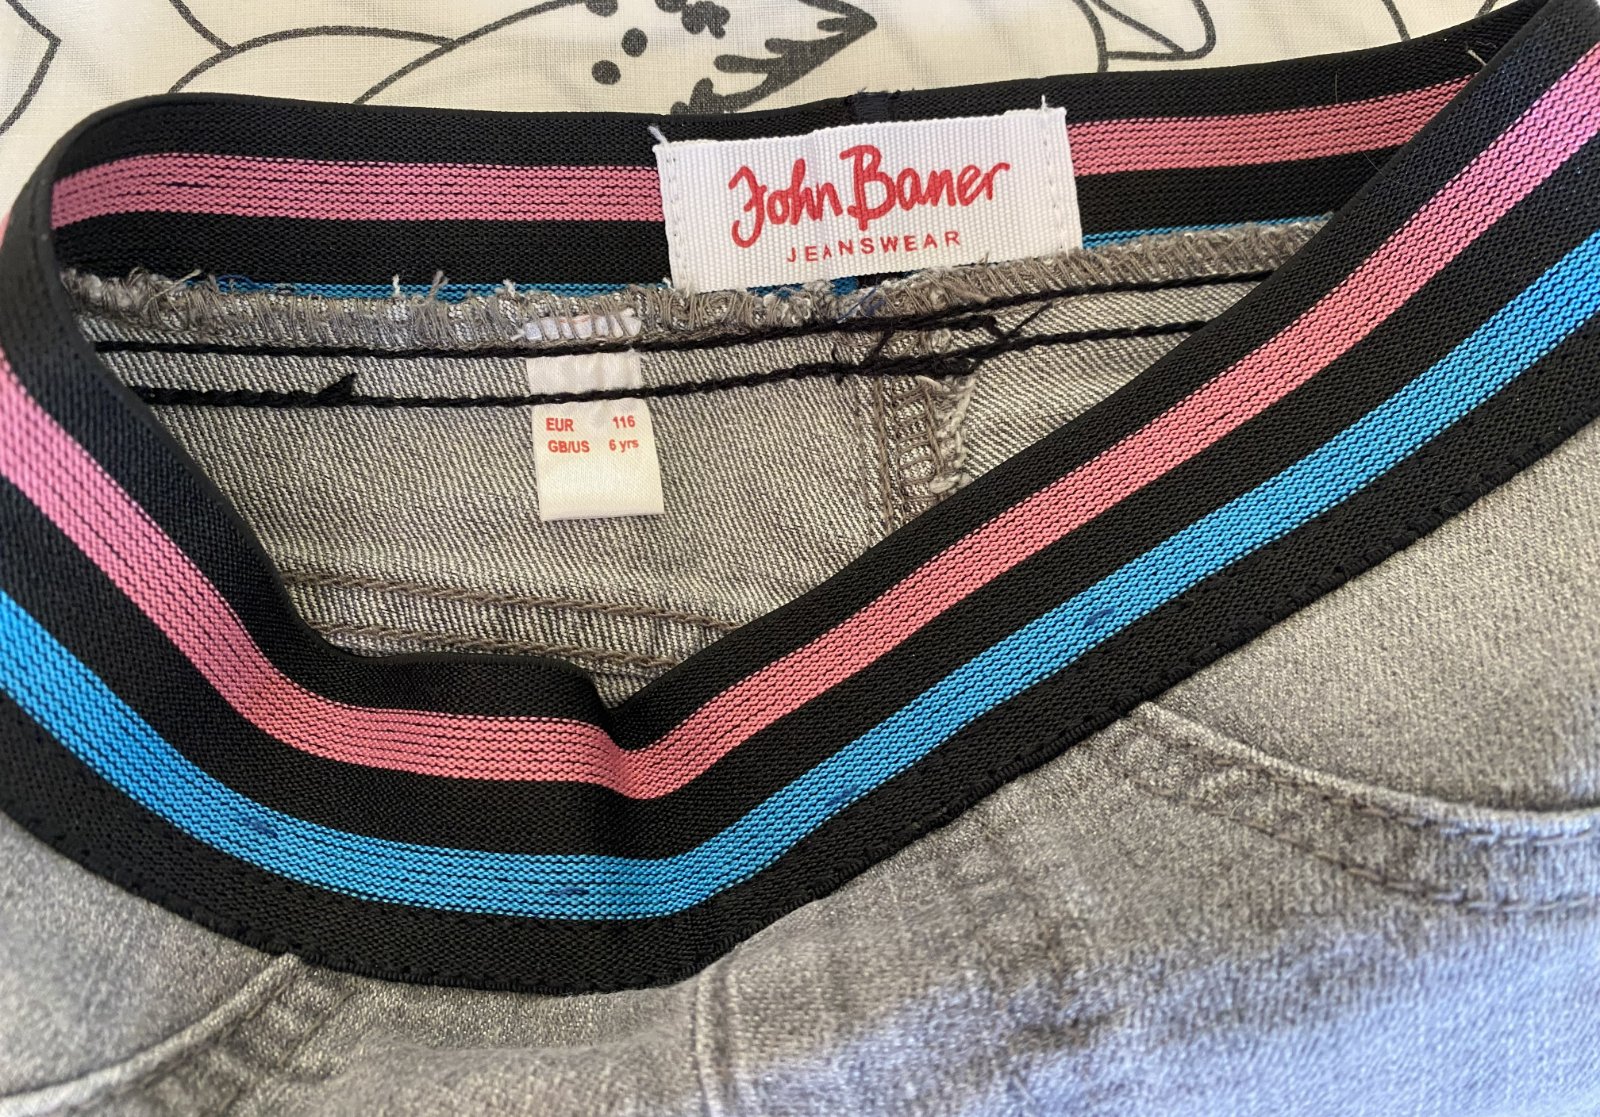 John Baner
JEANSWEAR
EUR 116
GB/US 6 yrs